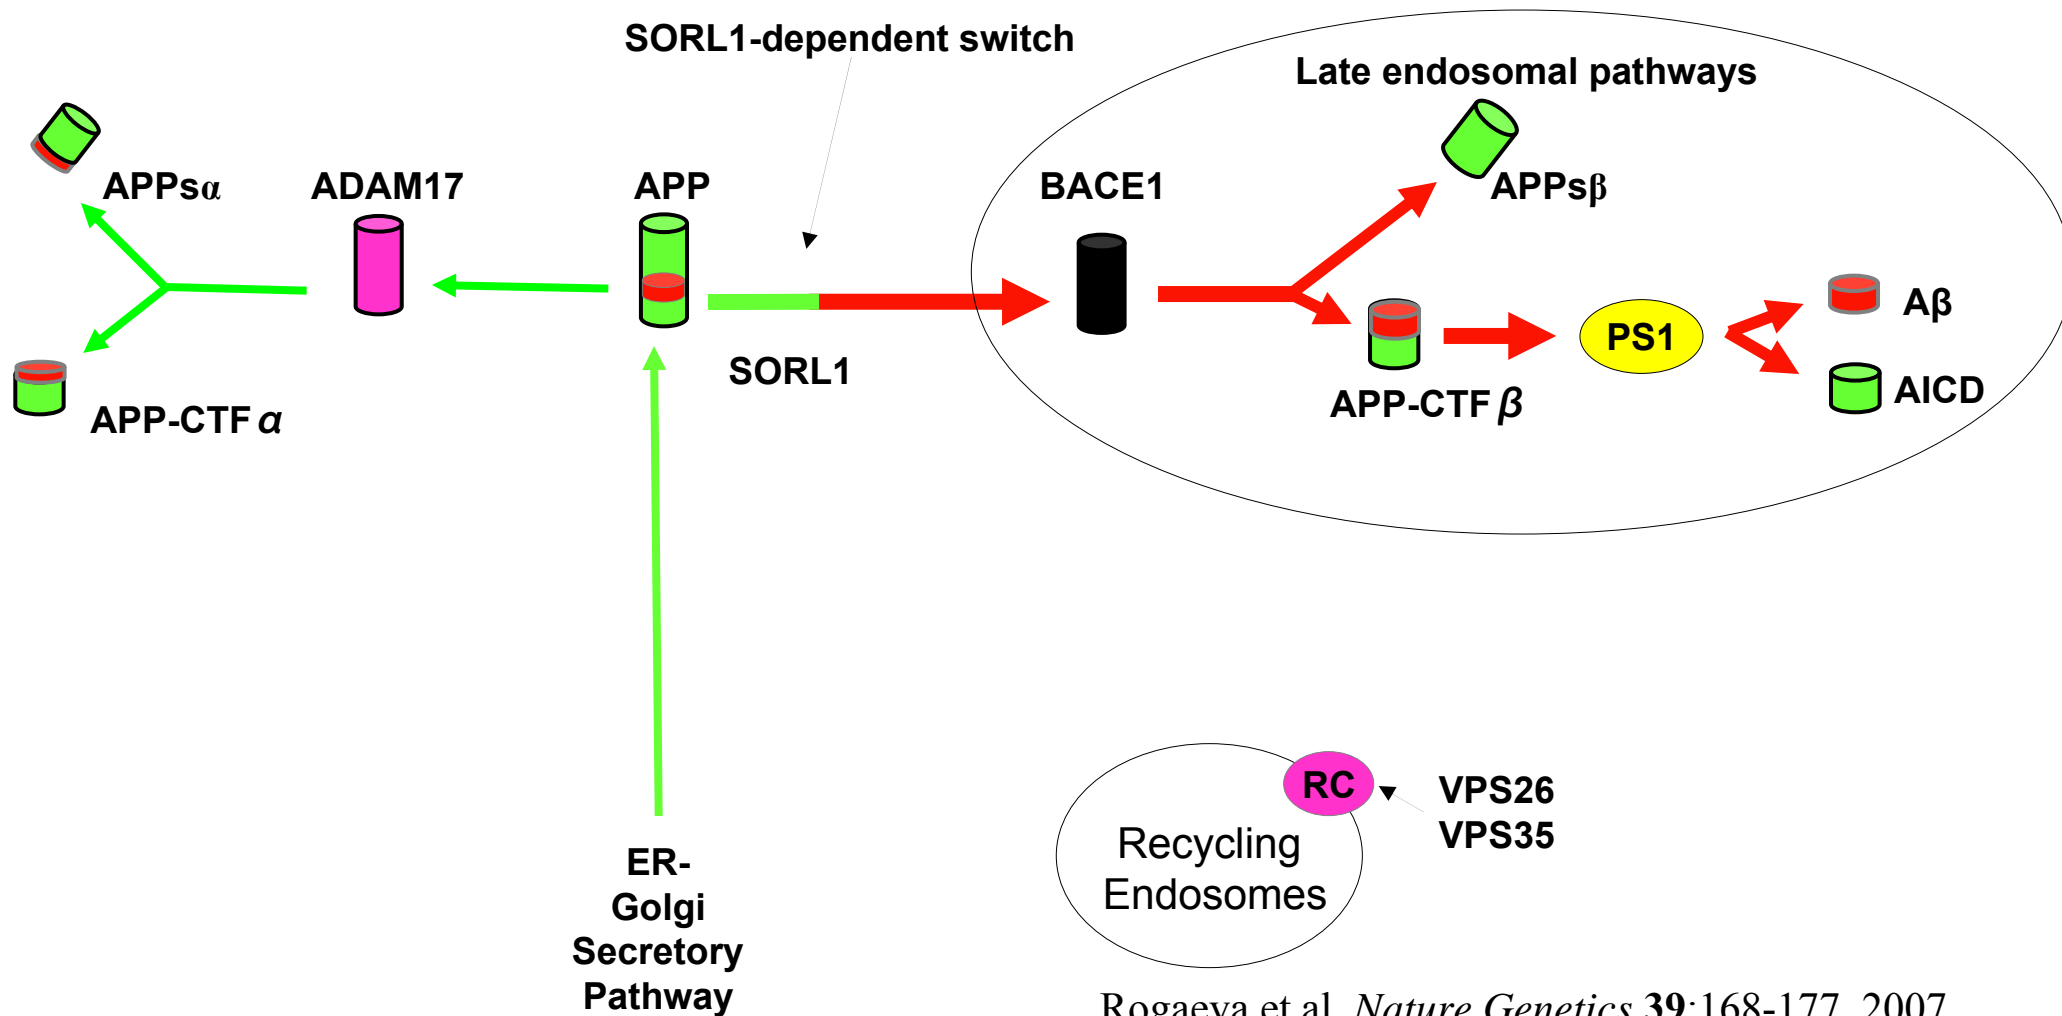 SORL1-dependent switch
Late endosomal pathways
APPsα
ADAM17
APP
BACE1
APPsβ
SORL1
APP-CTF α
APP-CTF β
PS1
Aβ
AICD
ER-
Golgi
Secretory
Pathway
RC
VPS26
VPS35
Recycling
Endosomes
Rogaeva et al. Nature Genetics 39:168-177, 2007